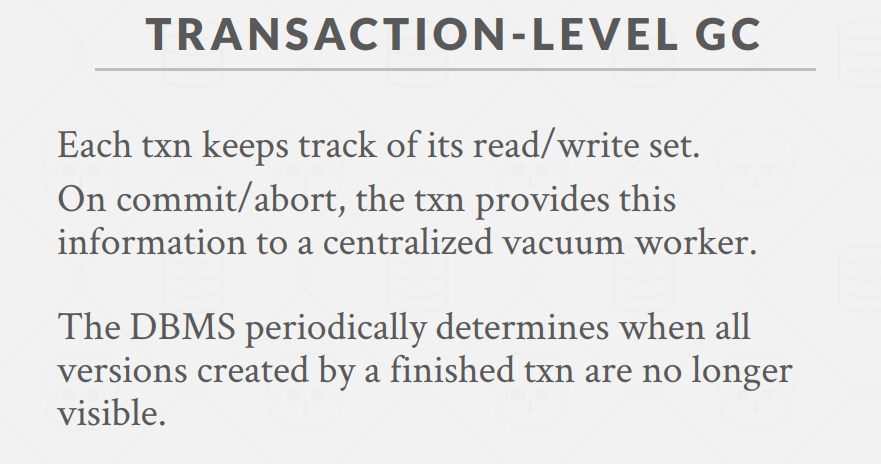 TRANSACTION-LEVEL GC
Each txn keeps track of its read/write set.
On commit/abort, the txn provides this
information to a centralized vacuum worker.
The DBMS periodically determines when all
versions created by a finished txn are no longer
visible.